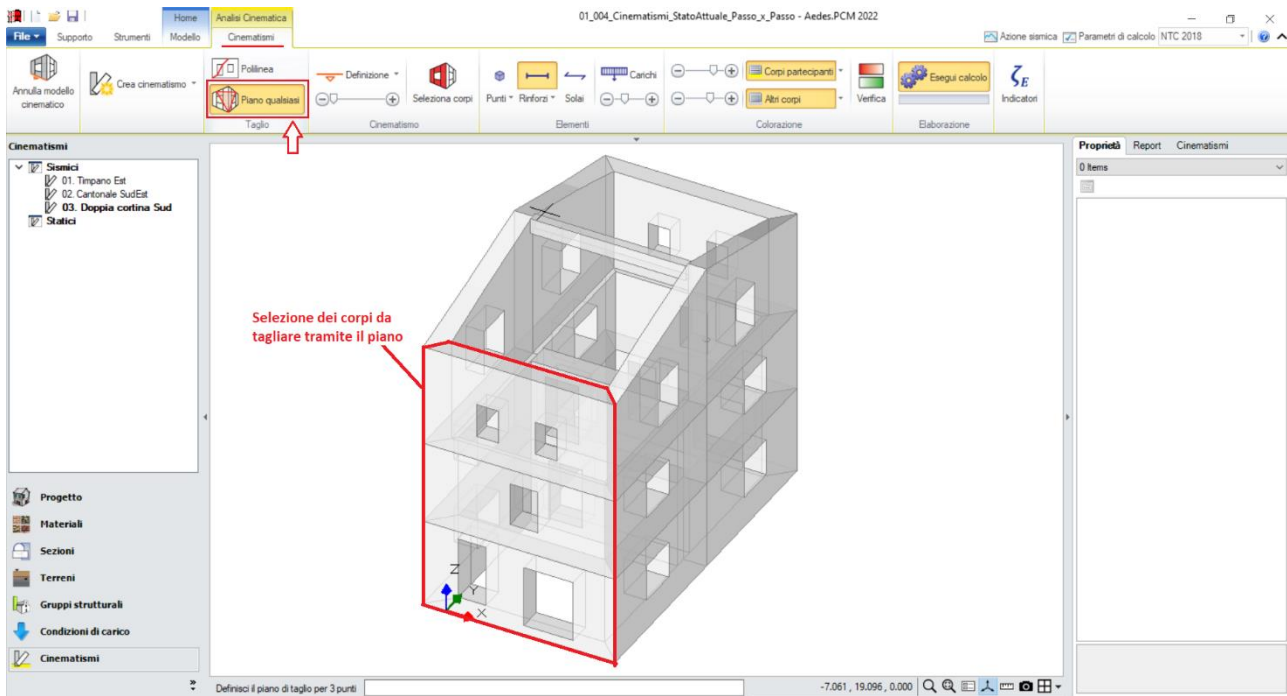 Home
Analisi Cinematica
01_004_Cinematismi_StatoAttuale_Passo_x_Passo - Aedes.PCM 2022
File
Supporto
Strumenti
Modello
Cinematismi
Azione sismica
Parametri di calcolo
NTC 2018
Annulla modello
cinematico
Crea cinematismo
Polilinea
Piano qualsiasi
Taglio
Definizione
Seleziona corpi
Cinematismo
Punti
Rinforzi
Solai
Carichi
Elementi
Corpi partecipanti
Altri corpi
Colorazione
Verifica
Esegui calcolo
Elaborazione
ζE
Indicatori
Cinematismi
Sismici
01. Timpano Est
02. Cantonale SudEst
03. Doppia cortina Sud
Statici
Progetto
Materiali
Sezioni
Terreni
Gruppi strutturali
Condizioni di carico
Cinematismi
Selezione dei corpi da
tagliare tramite il piano
Z
Y
X
Proprietà
Report
Cinematismi
0 Items
Definisci il piano di taglio per 3 punti
-7.061 , 19.096 , 0.000